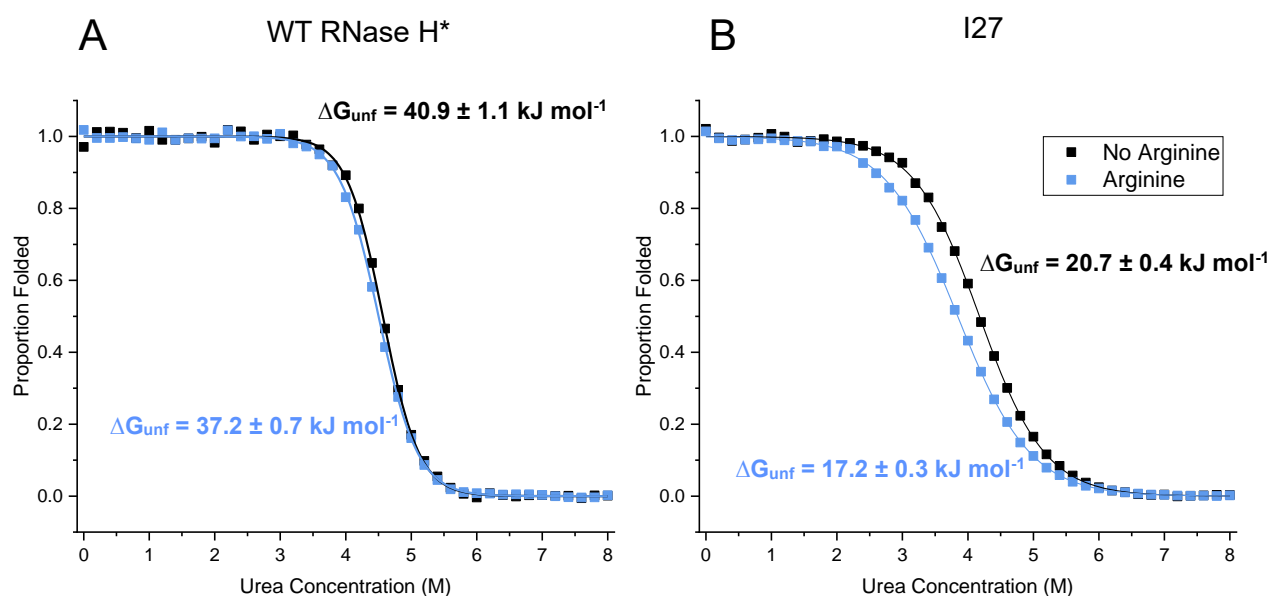 A
WT RNase H*
ΔGunf = 40.9 ± 1.1 kJ mol-1
ΔGunf = 37.2 ± 0.7 kJ mol-1
Proportion Folded
1.0
0.8
0.6
0.4
0.2
0.0
0 1 2 3 4 5 6 7 8
Urea Concentration (M)
B
I27
No Arginine
Arginine
ΔGunf = 20.7 ± 0.4 kJ mol-1
ΔGunf = 17.2 ± 0.3 kJ mol-1
Proportion Folded
1.0
0.8
0.6
0.4
0.2
0.0
0 1 2 3 4 5 6 7 8
Urea Concentration (M)